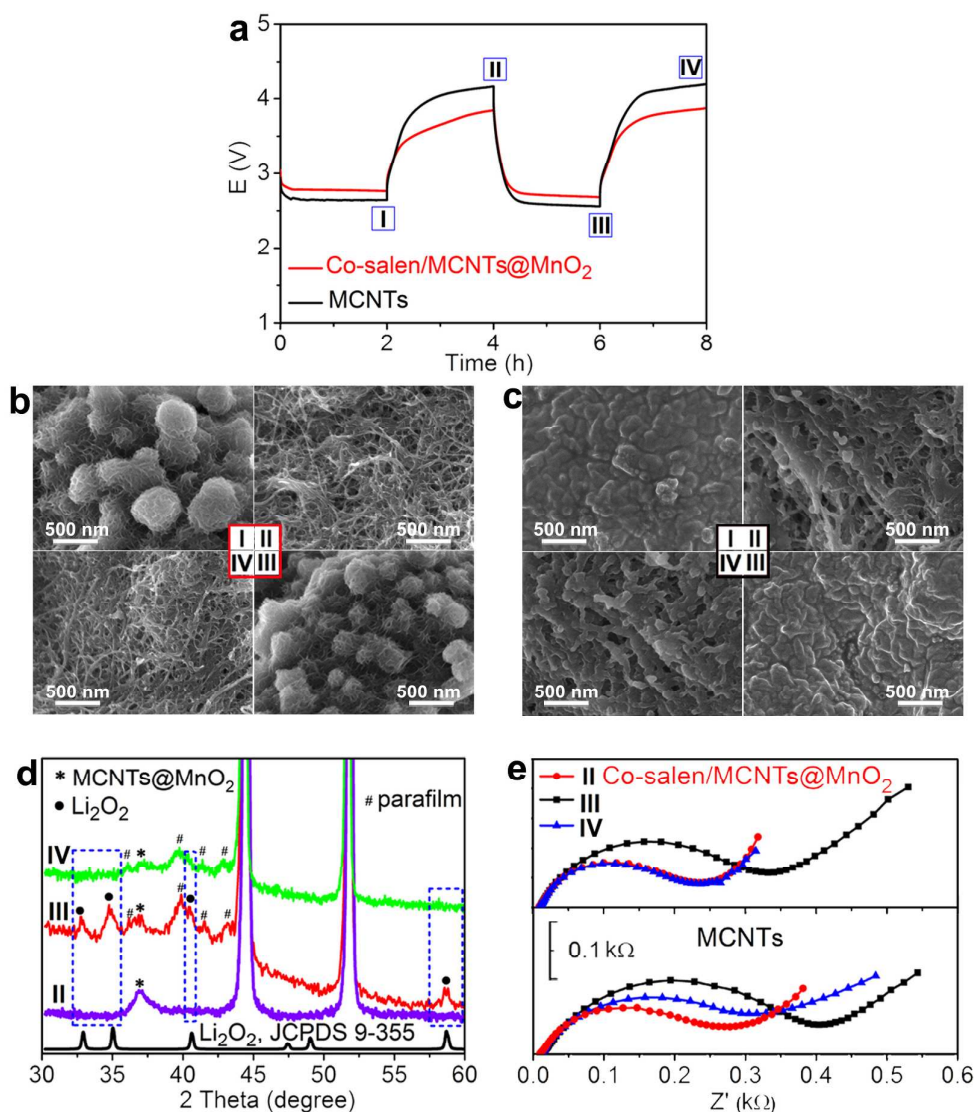 a
5
4
3
2
1
E (V)
I
II
III
IV
Co-salen/MCNTs@MnO₂
MCNTs
0 2 4 6 8
Time (h)
b
500 nm
500 nm
I II
IV III
500 nm
500 nm
c
500 nm
500 nm
I II
IV III
500 nm
500 nm
d
* MCNTs@MnO₂
● Li₂O₂
# parafilm
IV
# * # # #
III
● ● # * # ● # # ●
II
*
Li₂O₂, JCPDS 9-355
30 35 40 45 50 55 60
2 Theta (degree)
e
II Co-salen/MCNTs@MnO₂
III
IV
0.1 kΩ
MCNTs
0.0 0.1 0.2 0.3 0.4 0.5 0.6
Z' (kΩ)